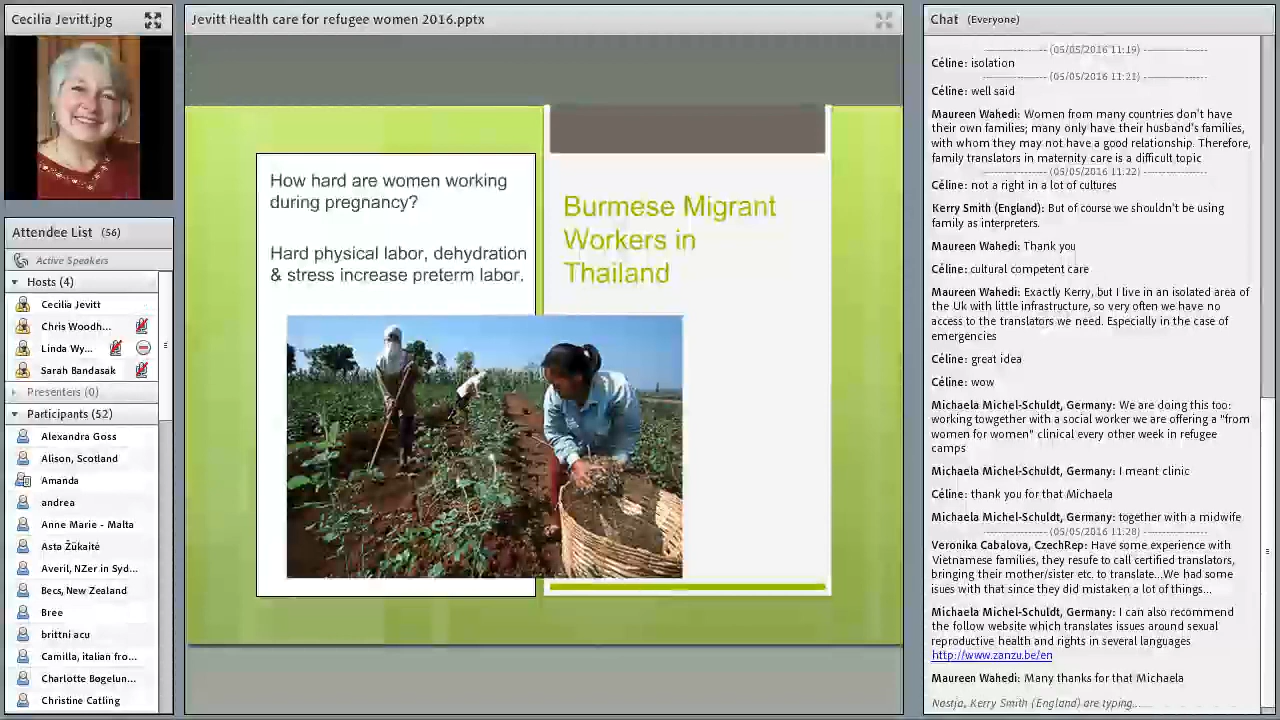 Cecilia Jevitt.jpg
Attendee List (56)
Active Speakers
Hosts (4)
Cecilia Jevitt
Chris Woodh...
Linda Wy...
Sarah Bandasak
Presenters (0)
Participants (52)
Alexandra Goss
Alison, Scotland
Amanda
andrea
Anne Marie - Malta
Asta Žūkaitė
Averil, NZer in Syd...
Becs, New Zealand
Bree
brittni acu
Camilla, italian fro...
Charlotte Bøgelun...
Christine Catling
Jevitt Health care for refugee women 2016.pptx
How hard are women working
during pregnancy?
Hard physical labor, dehydration
& stress increase preterm labor.
Burmese Migrant
Workers in
Thailand
Chat (Everyone)
------------------ (05/05/2016 11:19) ------------------
Céline: isolation
------------------ (05/05/2016 11:21) ------------------
Céline: well said
Maureen Wahedi: Women from many countries don't have
their own families; many only have their husband's families,
with whom they may not have a good relationship. Therefore,
family translators in maternity care is a difficult topic
------------------ (05/05/2016 11:22) ------------------
Céline: not a right in a lot of cultures
Kerry Smith (England): But of course we shouldn't be using
family as interpreters.
Maureen Wahedi: Thank you
Céline: cultural competent care
Maureen Wahedi: Exactly Kerry, but I live in an isolated area of
the Uk with little infrastructure, so very often we have no
access to the translators we need. Especially in the case of
emergencies
Céline: great idea
Céline: wow
Michaela Michel-Schuldt, Germany: We are doing this too:
working towgether with a social worker we are offering a "from
women for women" clinical every other week in refugee
camps
Michaela Michel-Schuldt, Germany: I meant clinic
Céline: thank you for that Michaela
Michaela Michel-Schuldt, Germany: together with a midwife
------------------ (05/05/2016 11:28) ------------------
Veronika Cabalova, CzechRep: Have some experience with
Vietnamese families, they resufe to call certified translators,
bringing their mother/sister etc. to translate...We had some
isues with that since they did mistaken a lot of things...
Michaela Michel-Schuldt, Germany: I can also recommend
the follow website which translates issues around sexual
reproductive health and rights in several languages
http://www.zanzu.be/en
Maureen Wahedi: Many thanks for that Michaela
Nastja, Kerry Smith (England) are typing...